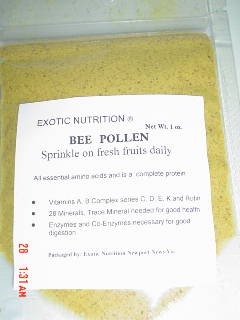 EXOTIC NUTRITION ®
Net Wt. 1 oz.
BEE POLLEN
Sprinkle on fresh fruits daily
All essential amino acids and is a complete protein
• Vitamins A, B Complex series C, D, E, K and Rutin
• 28 Minerals, Trace Mineral needed for good health
• Enzymes and Co-Enzymes necessary for good
digestion
Packaged by: Exotic Nutrition Newport News Va.
28 1:31AM